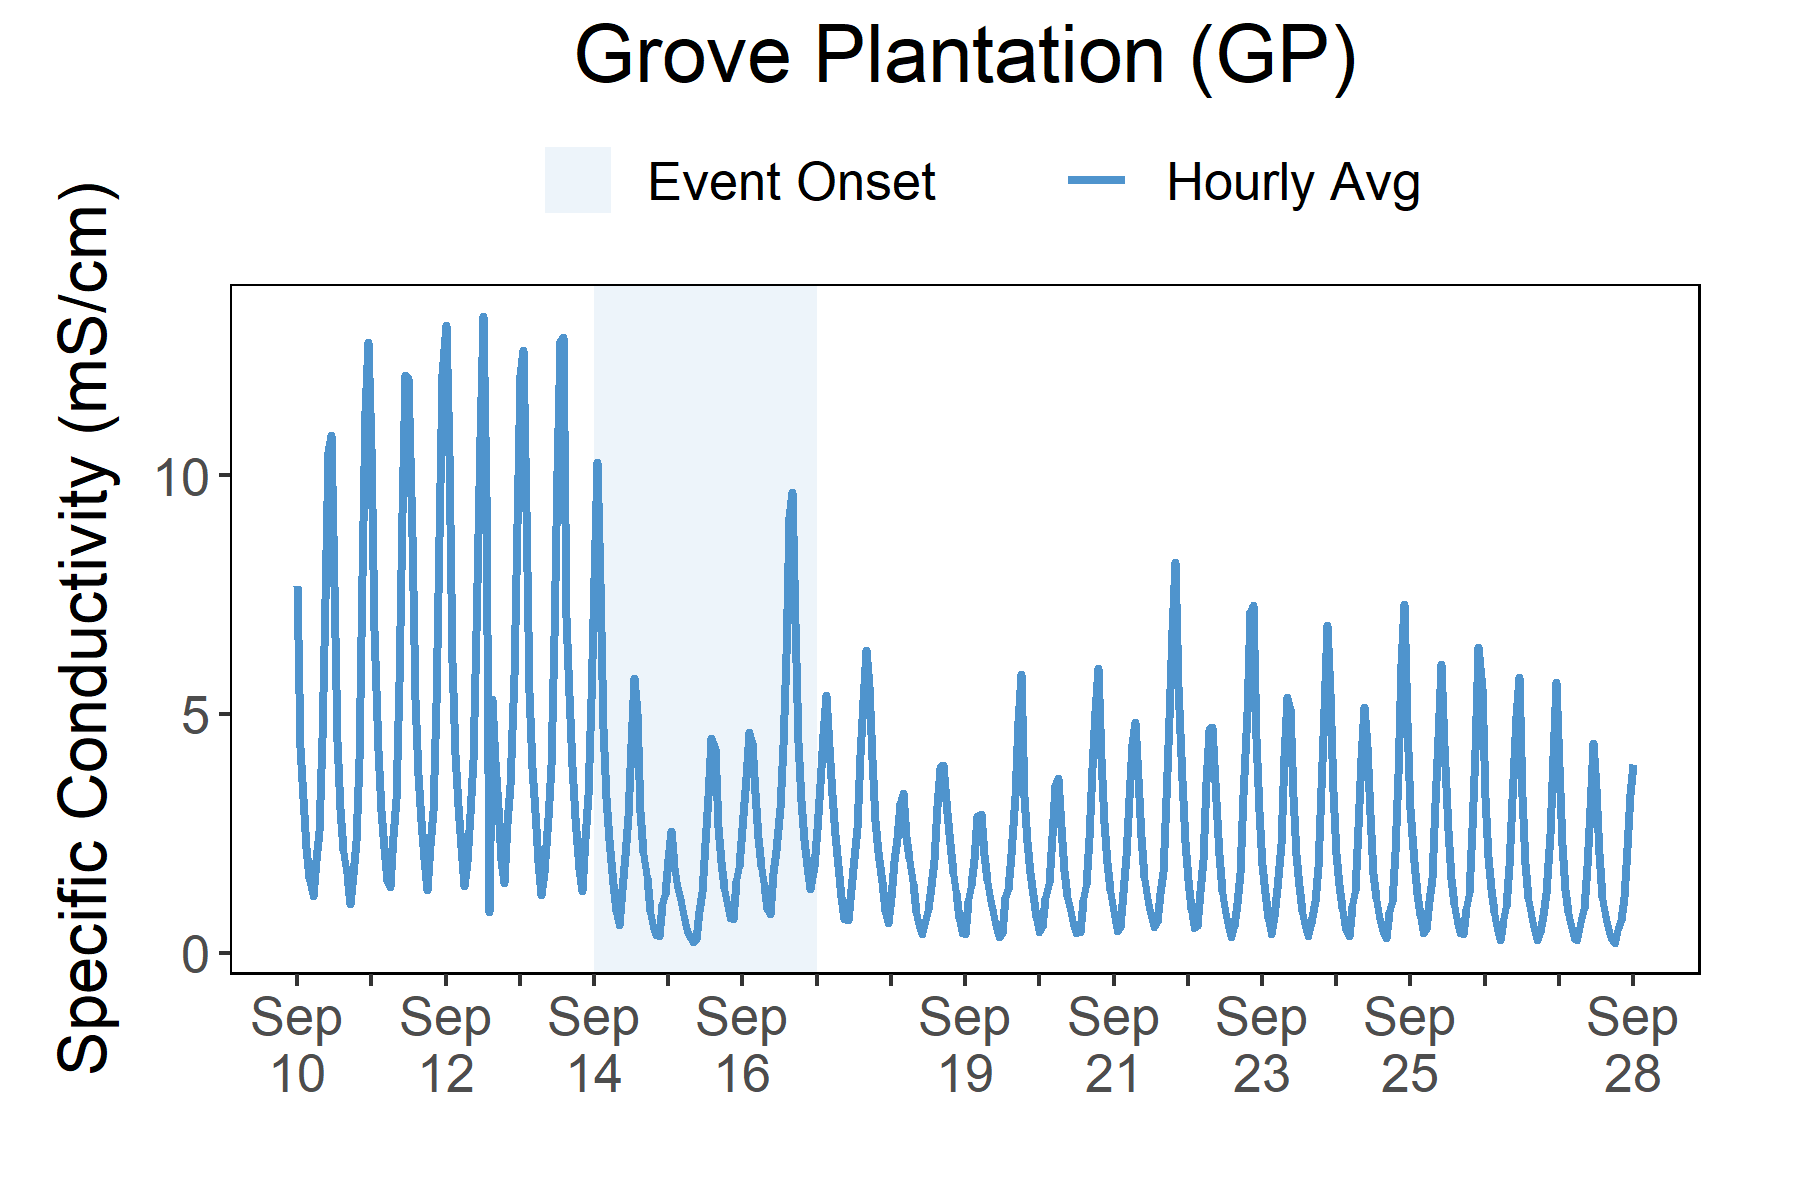 Grove Plantation (GP)
Event Onset
Hourly Avg
Specific Conductivity (mS/cm)
10
5
0
Sep 10
Sep 12
Sep 14
Sep 16
Sep 19
Sep 21
Sep 23
Sep 25
Sep 28